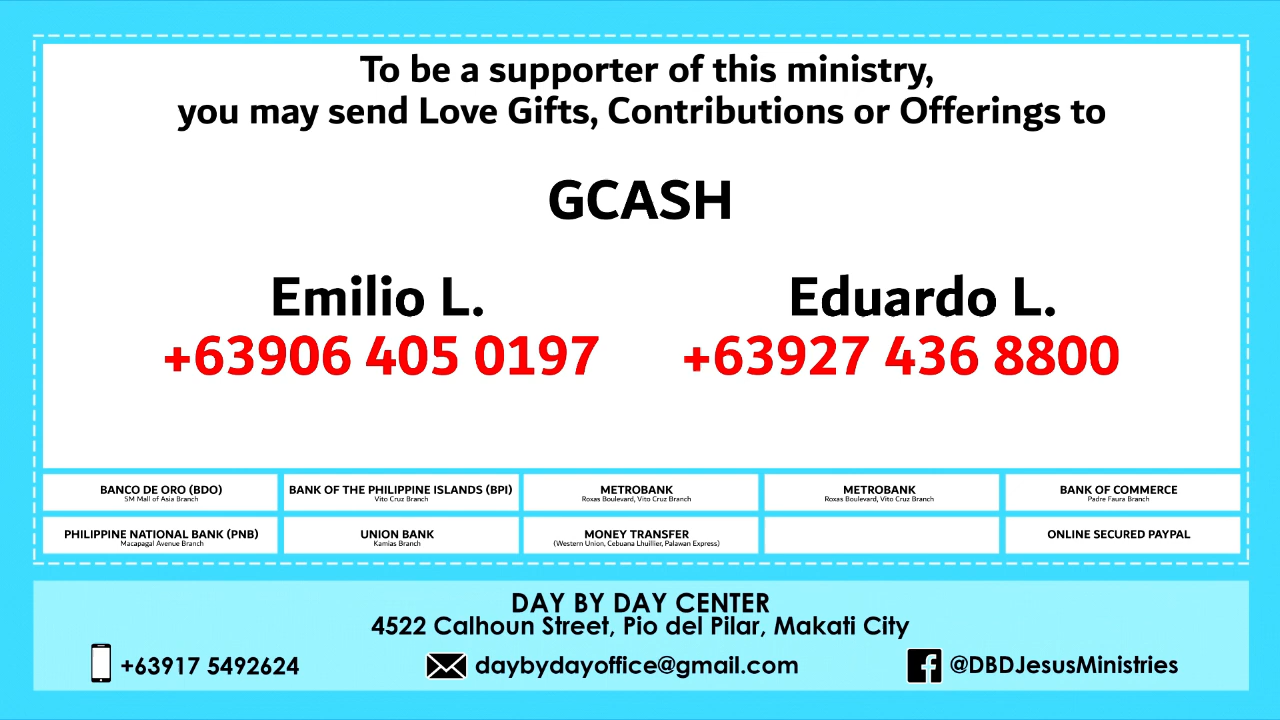 To be a supporter of this ministry,
you may send Love Gifts, Contributions or Offerings to
GCASH
Emilio L.
+63906 405 0197
Eduardo L.
+63927 436 8800
BANCO DE ORO (BDO)
SM Mall of Asia Branch
BANK OF THE PHILIPPINE ISLANDS (BPI)
Vito Cruz Branch
METROBANK
Roxas Boulevard, Vito Cruz Branch
METROBANK
Roxas Boulevard, Vito Cruz Branch
BANK OF COMMERCE
Padre Faura Branch
PHILIPPINE NATIONAL BANK (PNB)
Macapagal Avenue Branch
UNION BANK
Kamias Branch
MONEY TRANSFER
(Western Union, Cebuana Lhuillier, Palawan Express)
ONLINE SECURED PAYPAL
DAY BY DAY CENTER
4522 Calhoun Street, Pio del Pilar, Makati City
+63917 5492624
daybydayoffice@gmail.com
@DBDJesusMinistries